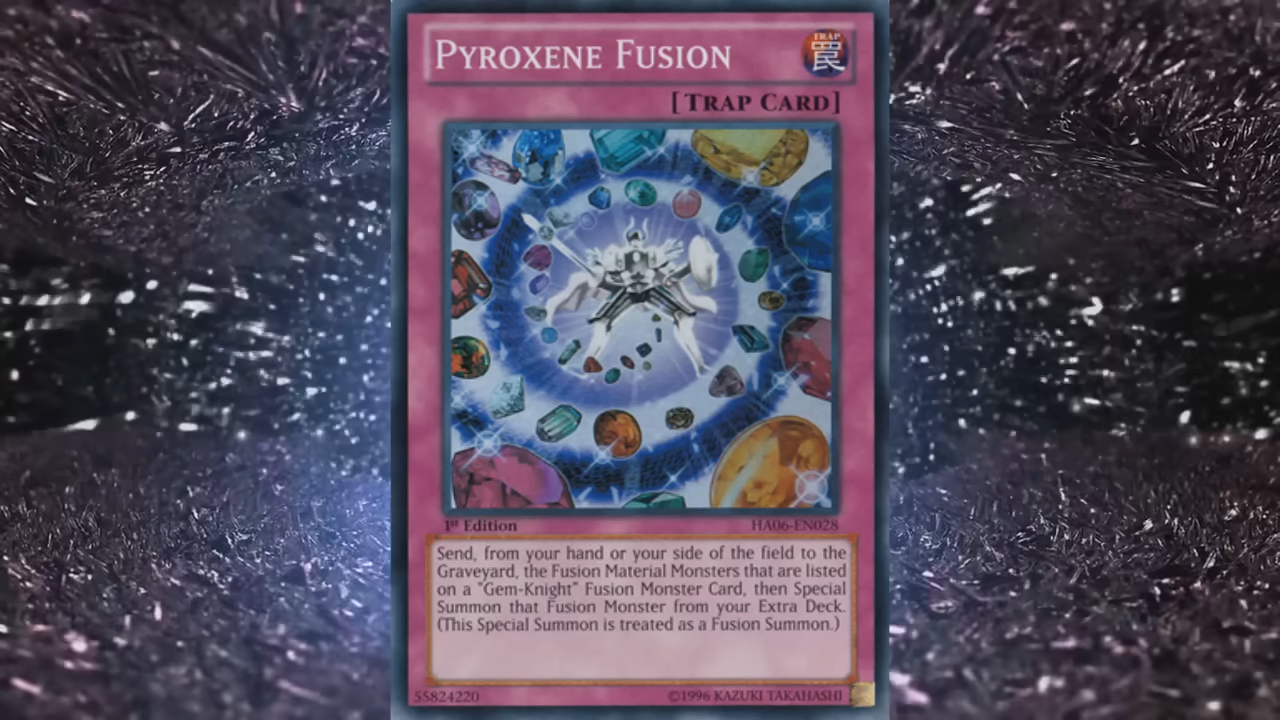 PYROXENE FUSION
TRAP
罠
[TRAP CARD]
1st Edition
HA06-EN028
Send, from your hand or your side of the field to the
Graveyard, the Fusion Material Monsters that are listed
on a "Gem-Knight" Fusion Monster Card, then Special
Summon that Fusion Monster from your Extra Deck.
(This Special Summon is treated as a Fusion Summon.)
55824220
©1996 KAZUKI TAKAHASHI